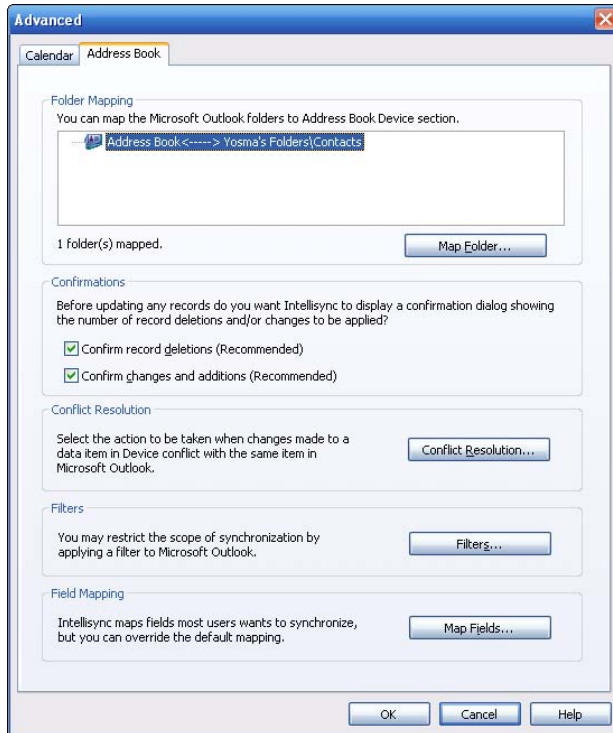 Advanced
Calendar
Address Book
Folder Mapping
You can map the Microsoft Outlook folders to Address Book Device section.
Address Book<-----> Yosma's Folders\Contacts
1 folder(s) mapped.
Map Folder...
Confirmations
Before updating any records do you want Intellisync to display a confirmation dialog showing
the number of record deletions and/or changes to be applied?
Confirm record deletions (Recommended)
Confirm changes and additions (Recommended)
Conflict Resolution
Select the action to be taken when changes made to a
data item in Device conflict with the same item in
Microsoft Outlook.
Conflict Resolution...
Filters
You may restrict the scope of synchronization by
applying a filter to Microsoft Outlook.
Filters...
Field Mapping
Intellisync maps fields most users wants to synchronize,
but you can override the default mapping.
Map Fields...
OK
Cancel
Help